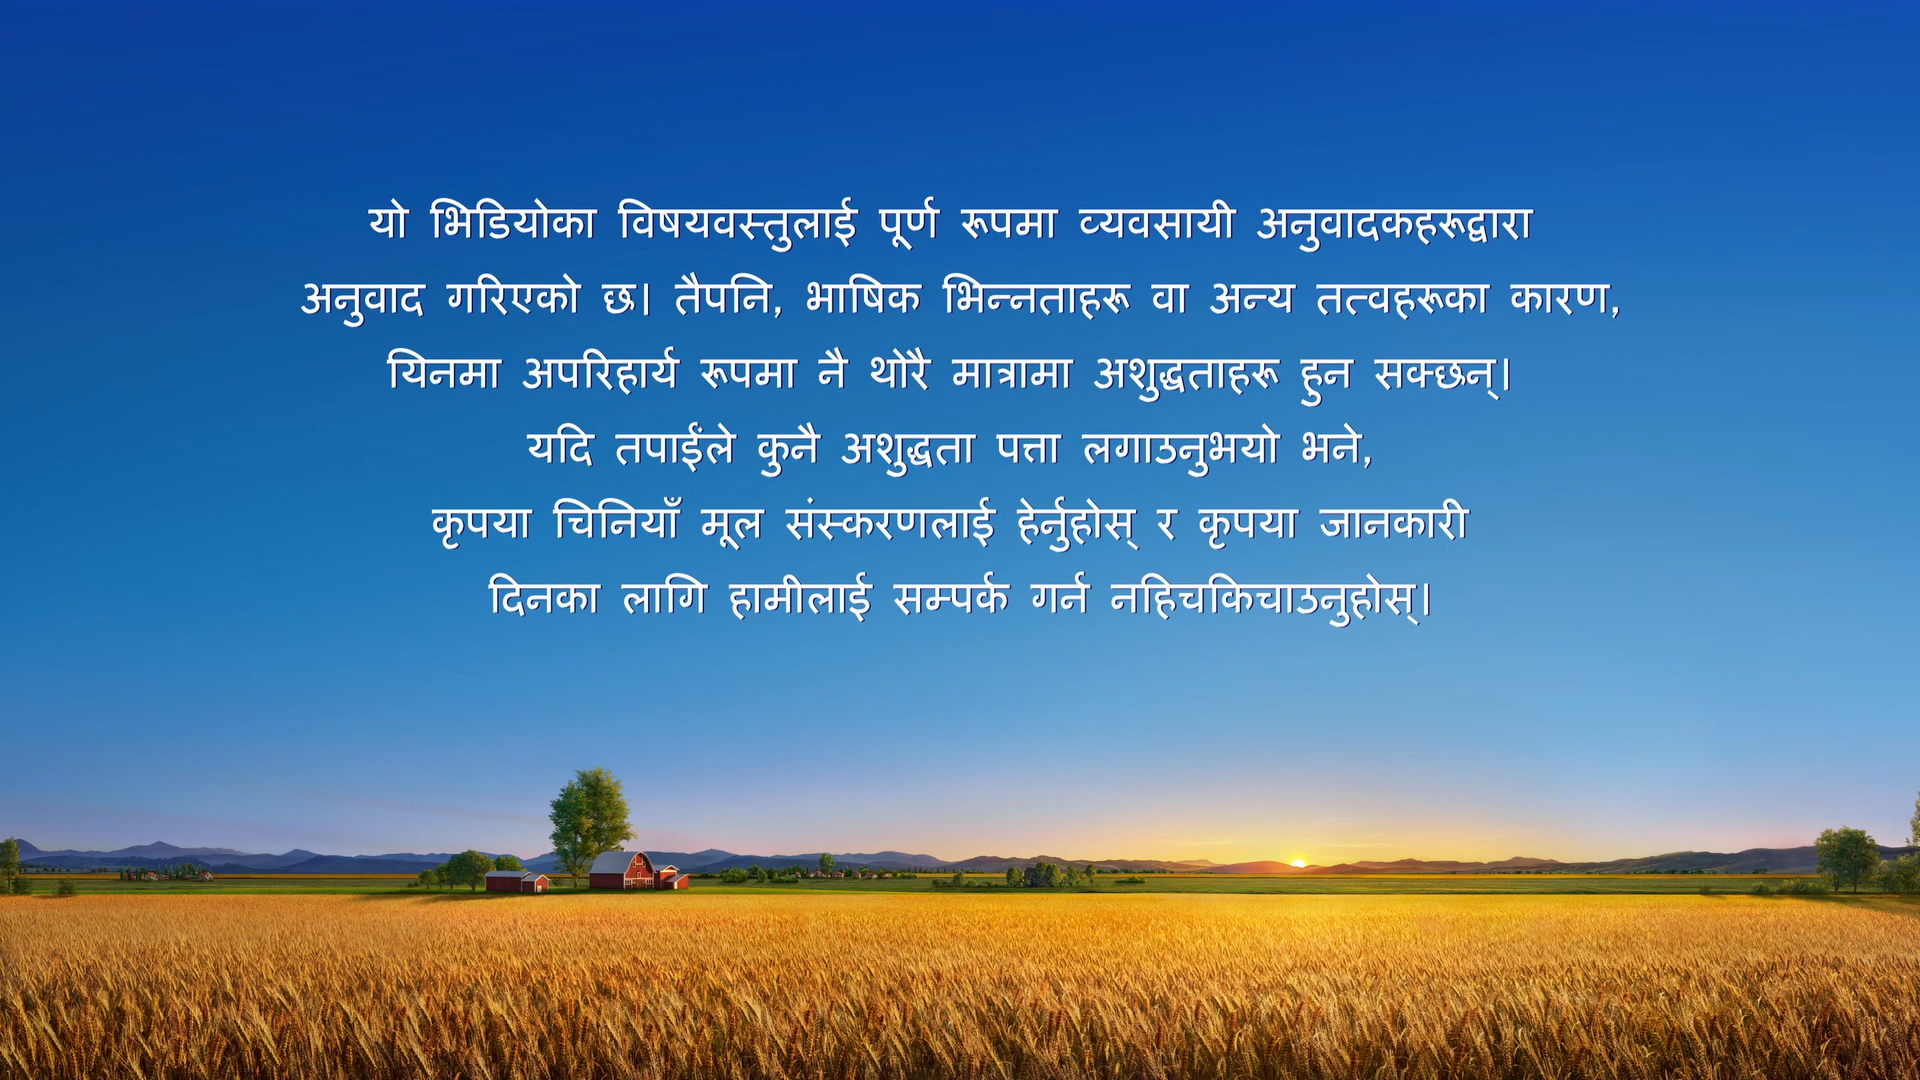 यो भिडियोका विषयवस्तुलाई पूर्ण रूपमा व्यवसायी अनुवादकहरूद्वारा
अनुवाद गरिएको छ। तैपनि, भाषिक भिन्नताहरू वा अन्य तत्वहरूका कारण,
यिनमा अपरिहार्य रूपमा नै थोरै मात्रामा अशुद्धताहरू हुन सक्छन्।
यदि तपाईंले कुनै अशुद्धता पत्ता लगाउनुभयो भने,
कृपया चिनियाँ मूल संस्करणलाई हेर्नुहोस् र कृपया जानकारी
दिनका लागि हामीलाई सम्पर्क गर्न नहिचकिचाउनुहोस्।